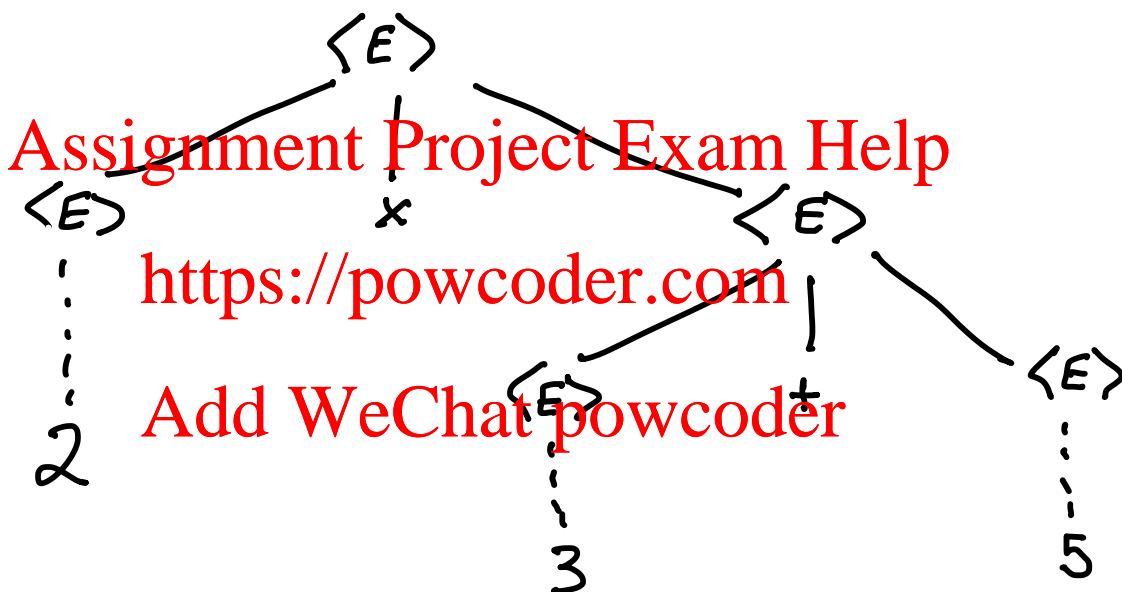 <E>
Assignment Project Exam Help
<E> x <E>
https://powcoder.com
<E> + <E>
Add WeChat powcoder
2
3 5